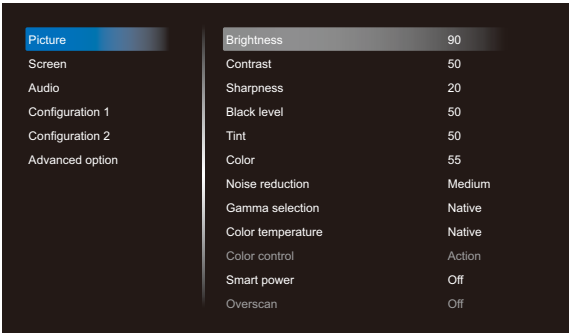 Picture
Screen
Audio
Configuration 1
Configuration 2
Advanced option
Brightness 90
Contrast 50
Sharpness 20
Black level 50
Tint 50
Color 55
Noise reduction Medium
Gamma selection Native
Color temperature Native
Color control Action
Smart power Off
Overscan Off